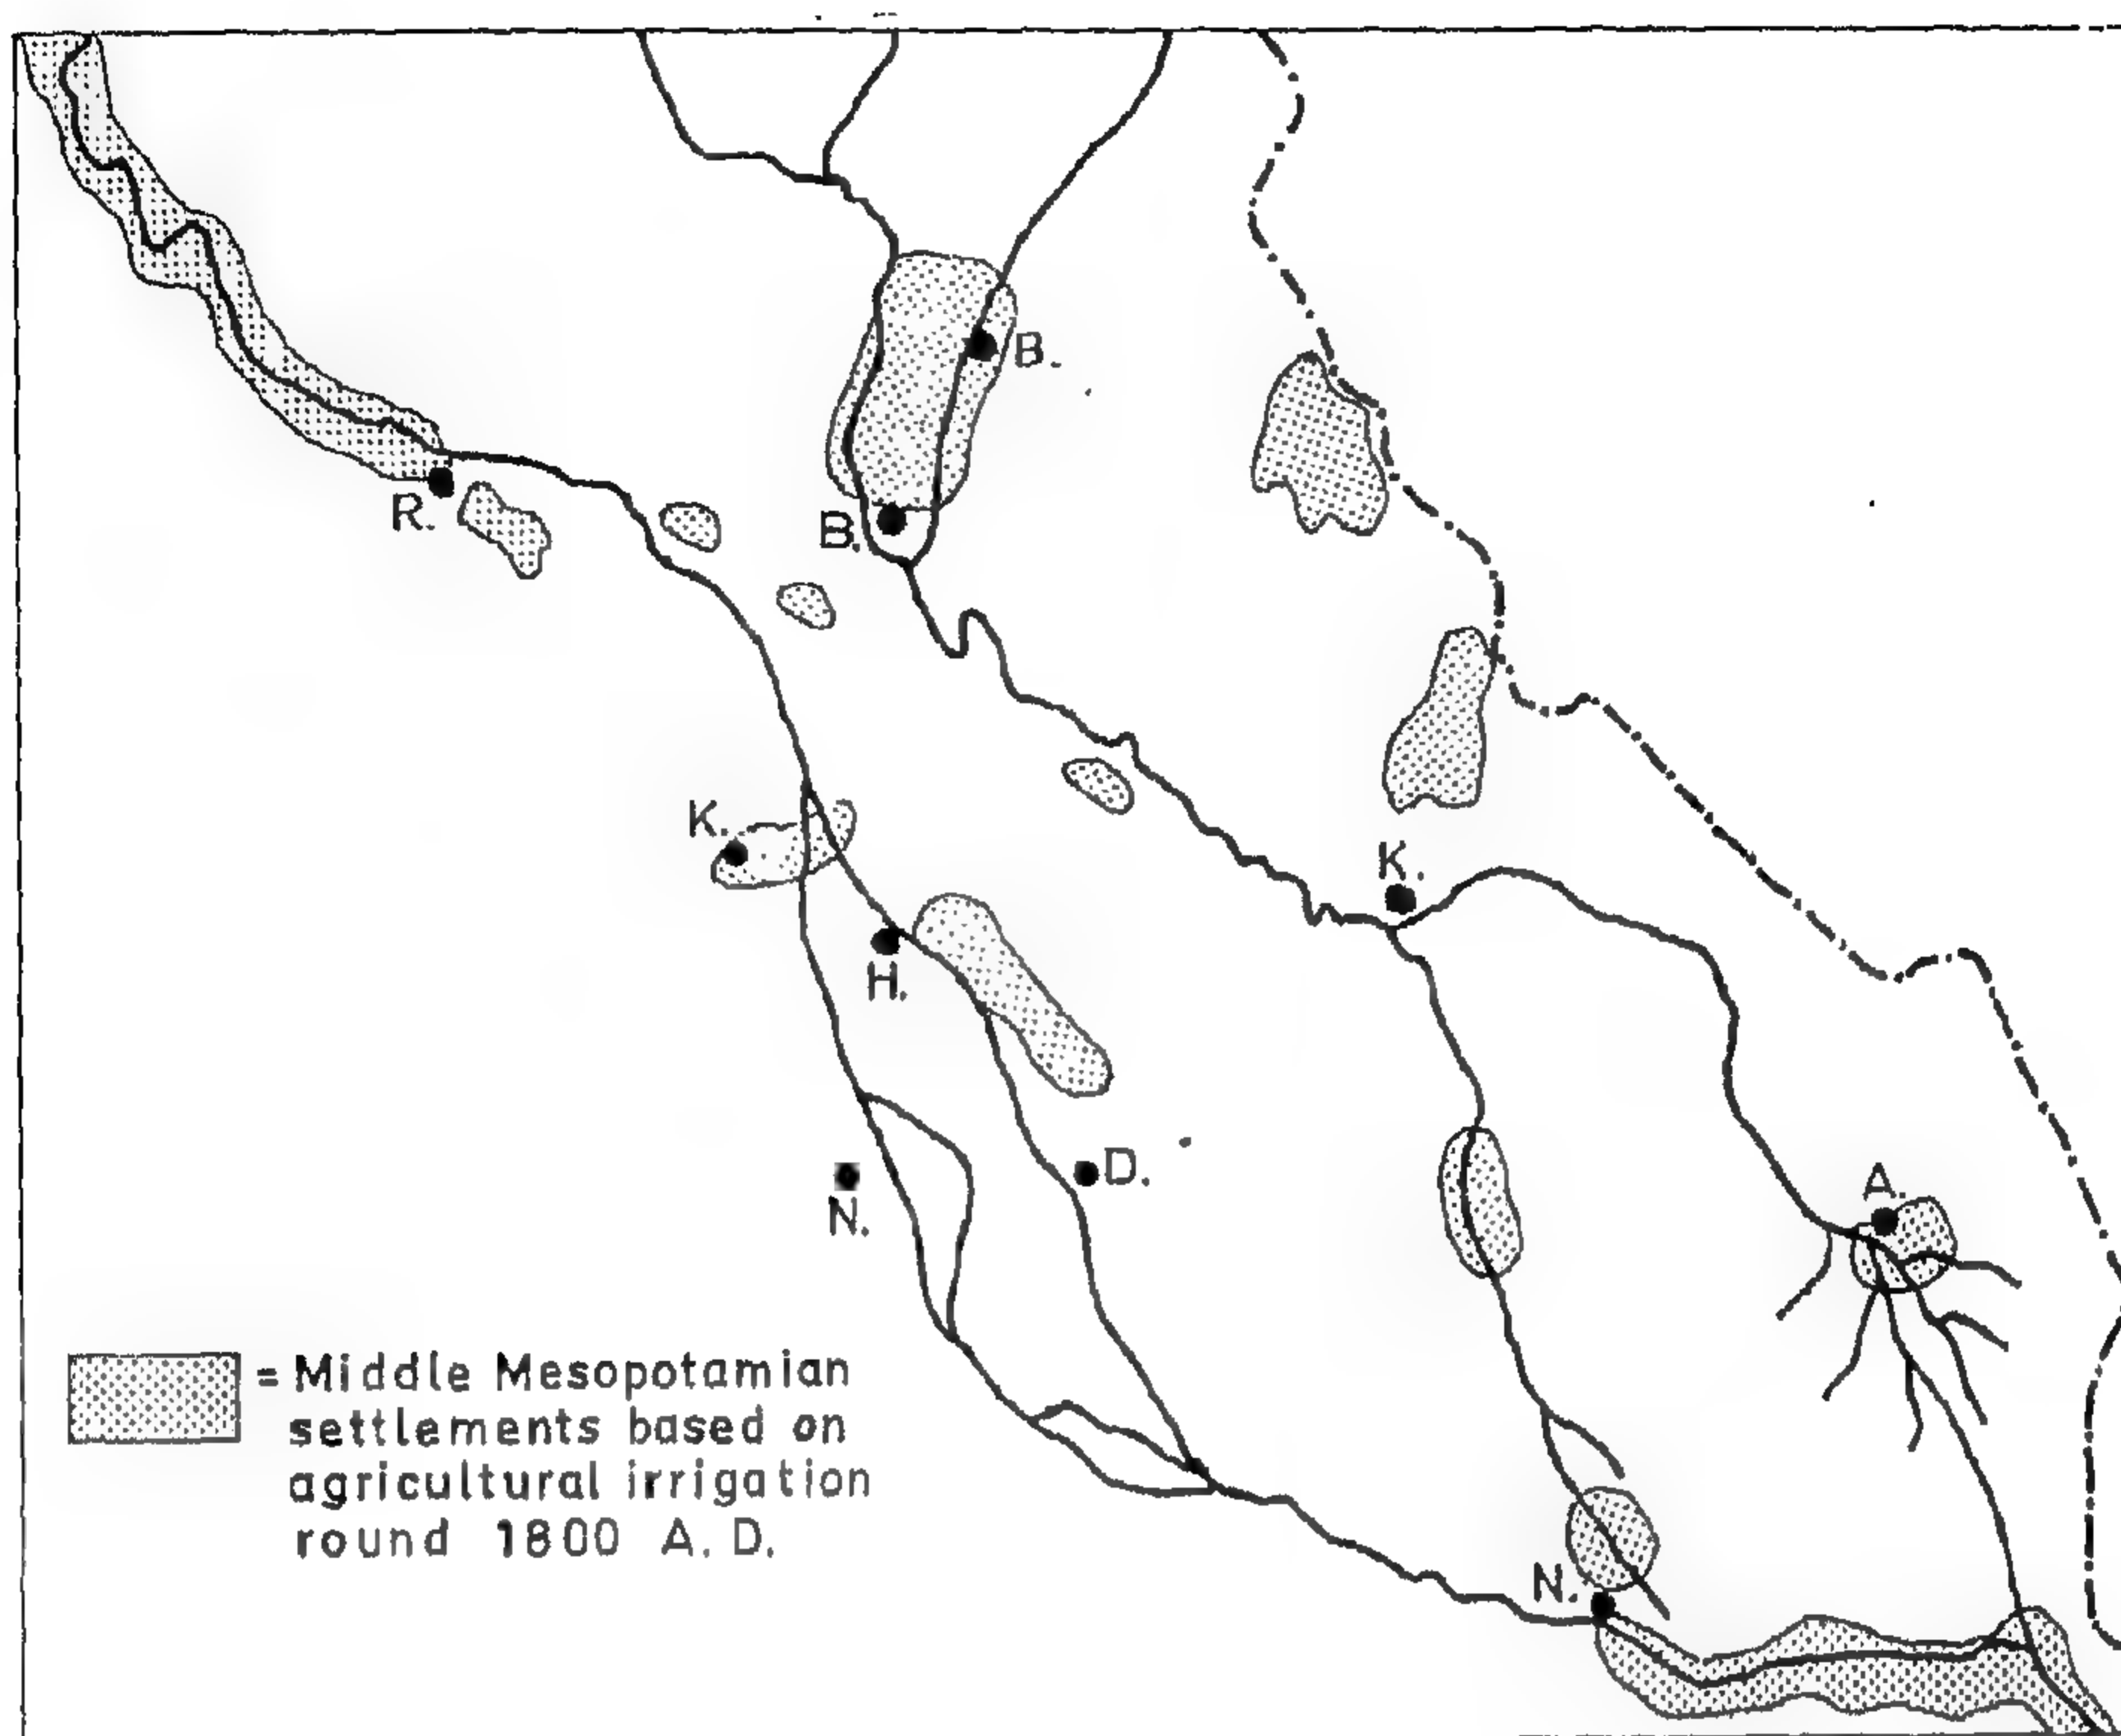 B.
R.
B.
K.
K.
H.
D.
N.
A.
= Middle Mesopotamian
settlements based on
agricultural irrigation
round 1800 A.D.
N.